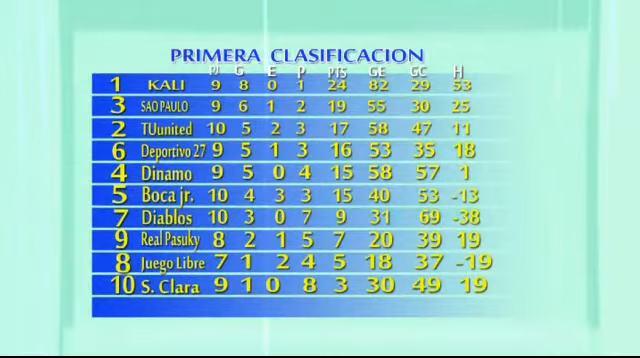 PRIMERA CLASIFICACION
PJ G E P PTS GE GC H
1 KALI 9 8 0 1 24 82 29 53
3 SAO PAULO 9 6 1 2 19 55 30 25
2 TUunited 10 5 2 3 17 58 47 11
6 Deportivo 27 9 5 1 3 16 53 35 18
4 Dinamo 9 5 0 4 15 58 57 1
5 Boca jr. 10 4 3 3 15 40 53 -13
7 Diablos 10 3 0 7 9 31 69 -38
9 Real Pasuky 8 2 1 5 7 20 39 19
8 Juego Libre 7 1 2 4 5 18 37 -19
10 S. Clara 9 1 0 8 3 30 49 19